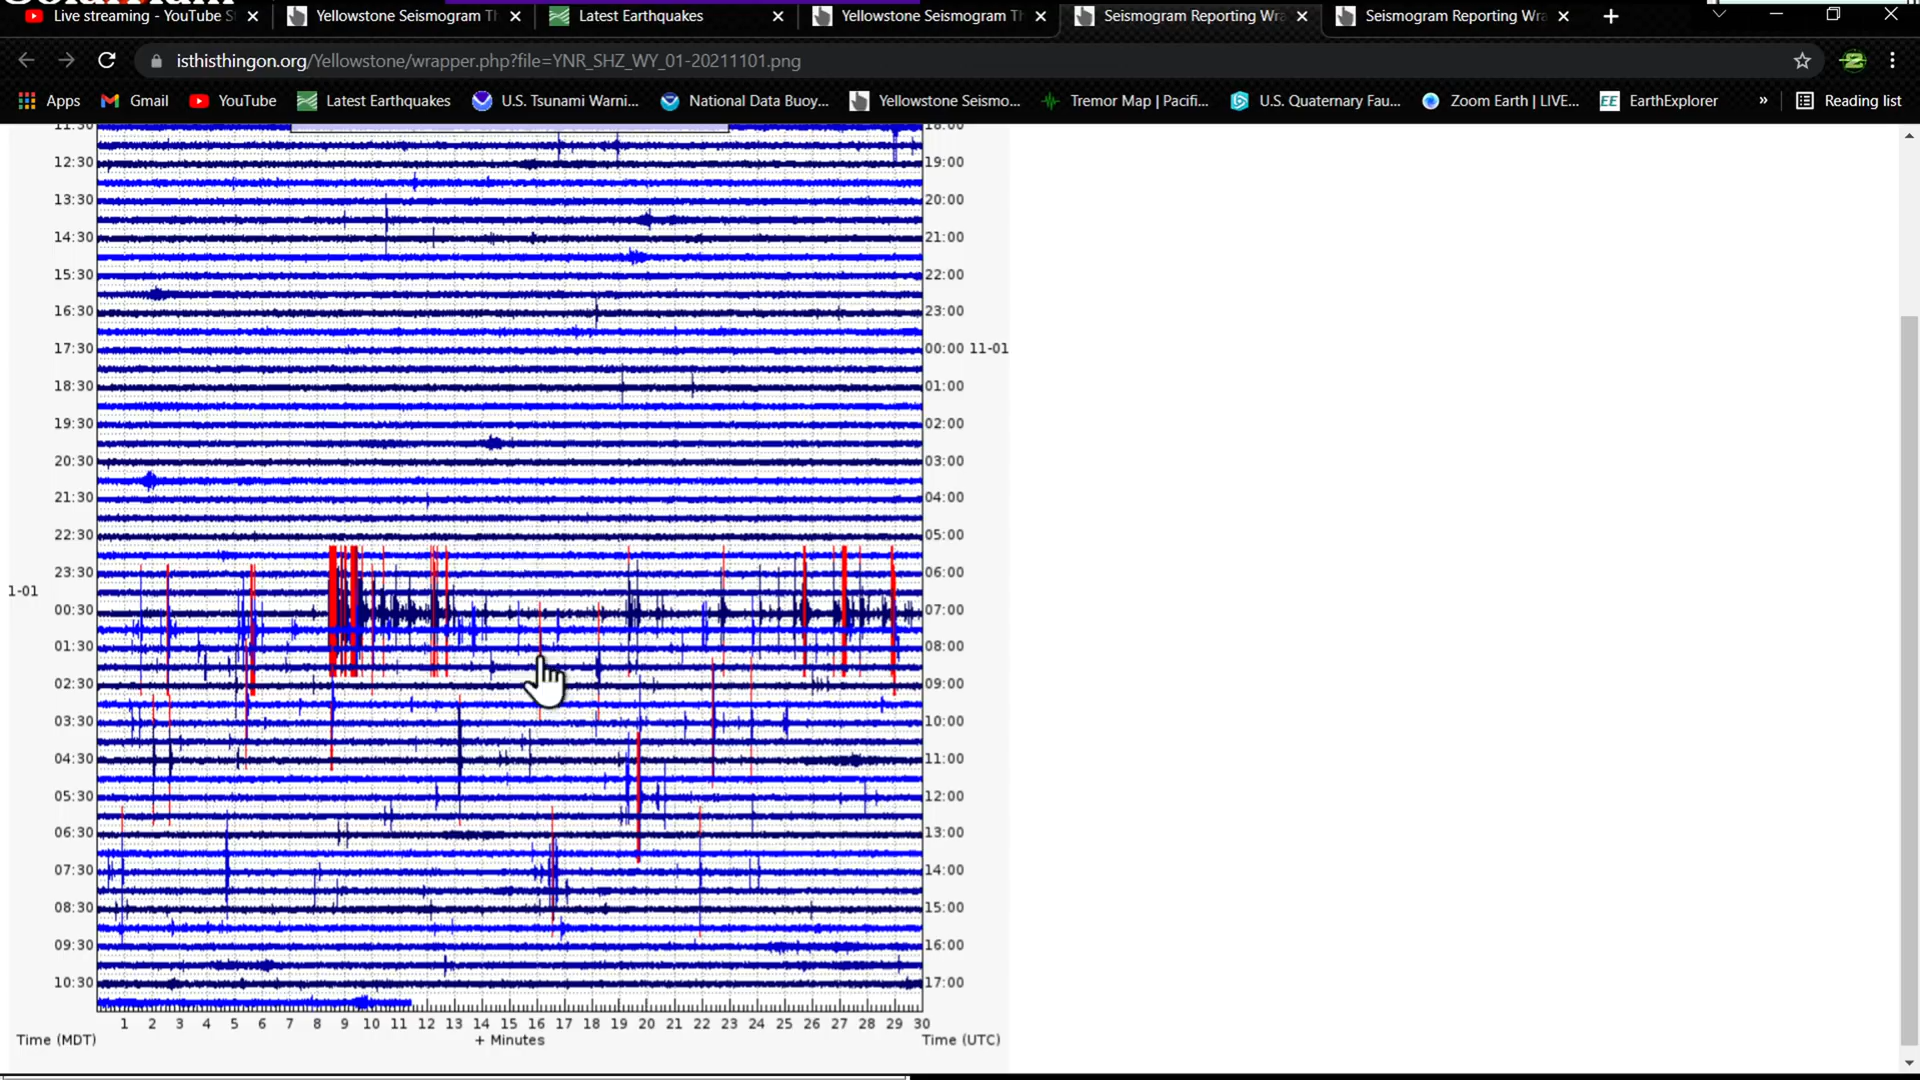 Live streaming - YouTube S
Yellowstone Seismogram Th
Latest Earthquakes
Yellowstone Seismogram Th
Seismogram Reporting Wra
Seismogram Reporting Wra
isthisthingon.org/Yellowstone/wrapper.php?file=YNR_SHZ_WY_01-20211101.png
Apps
Gmail
YouTube
Latest Earthquakes
U.S. Tsunami Warni...
National Data Buoy...
Yellowstone Seismo...
Tremor Map | Pacifi...
U.S. Quaternary Fau...
Zoom Earth | LIVE...
EE EarthExplorer
»
Reading list
11:30 18:00
12:30 19:00
13:30 20:00
14:30 21:00
15:30 22:00
16:30 23:00
17:30 00:00 11-01
18:30 01:00
19:30 02:00
20:30 03:00
21:30 04:00
22:30 05:00
23:30 06:00
1-01
00:30 07:00
01:30 08:00
02:30 09:00
03:30 10:00
04:30 11:00
05:30 12:00
06:30 13:00
07:30 14:00
08:30 15:00
09:30 16:00
10:30 17:00
1 2 3 4 5 6 7 8 9 10 11 12 13 14 15 16 17 18 19 20 21 22 23 24 25 26 27 28 29 30
Time (MDT) + Minutes Time (UTC)